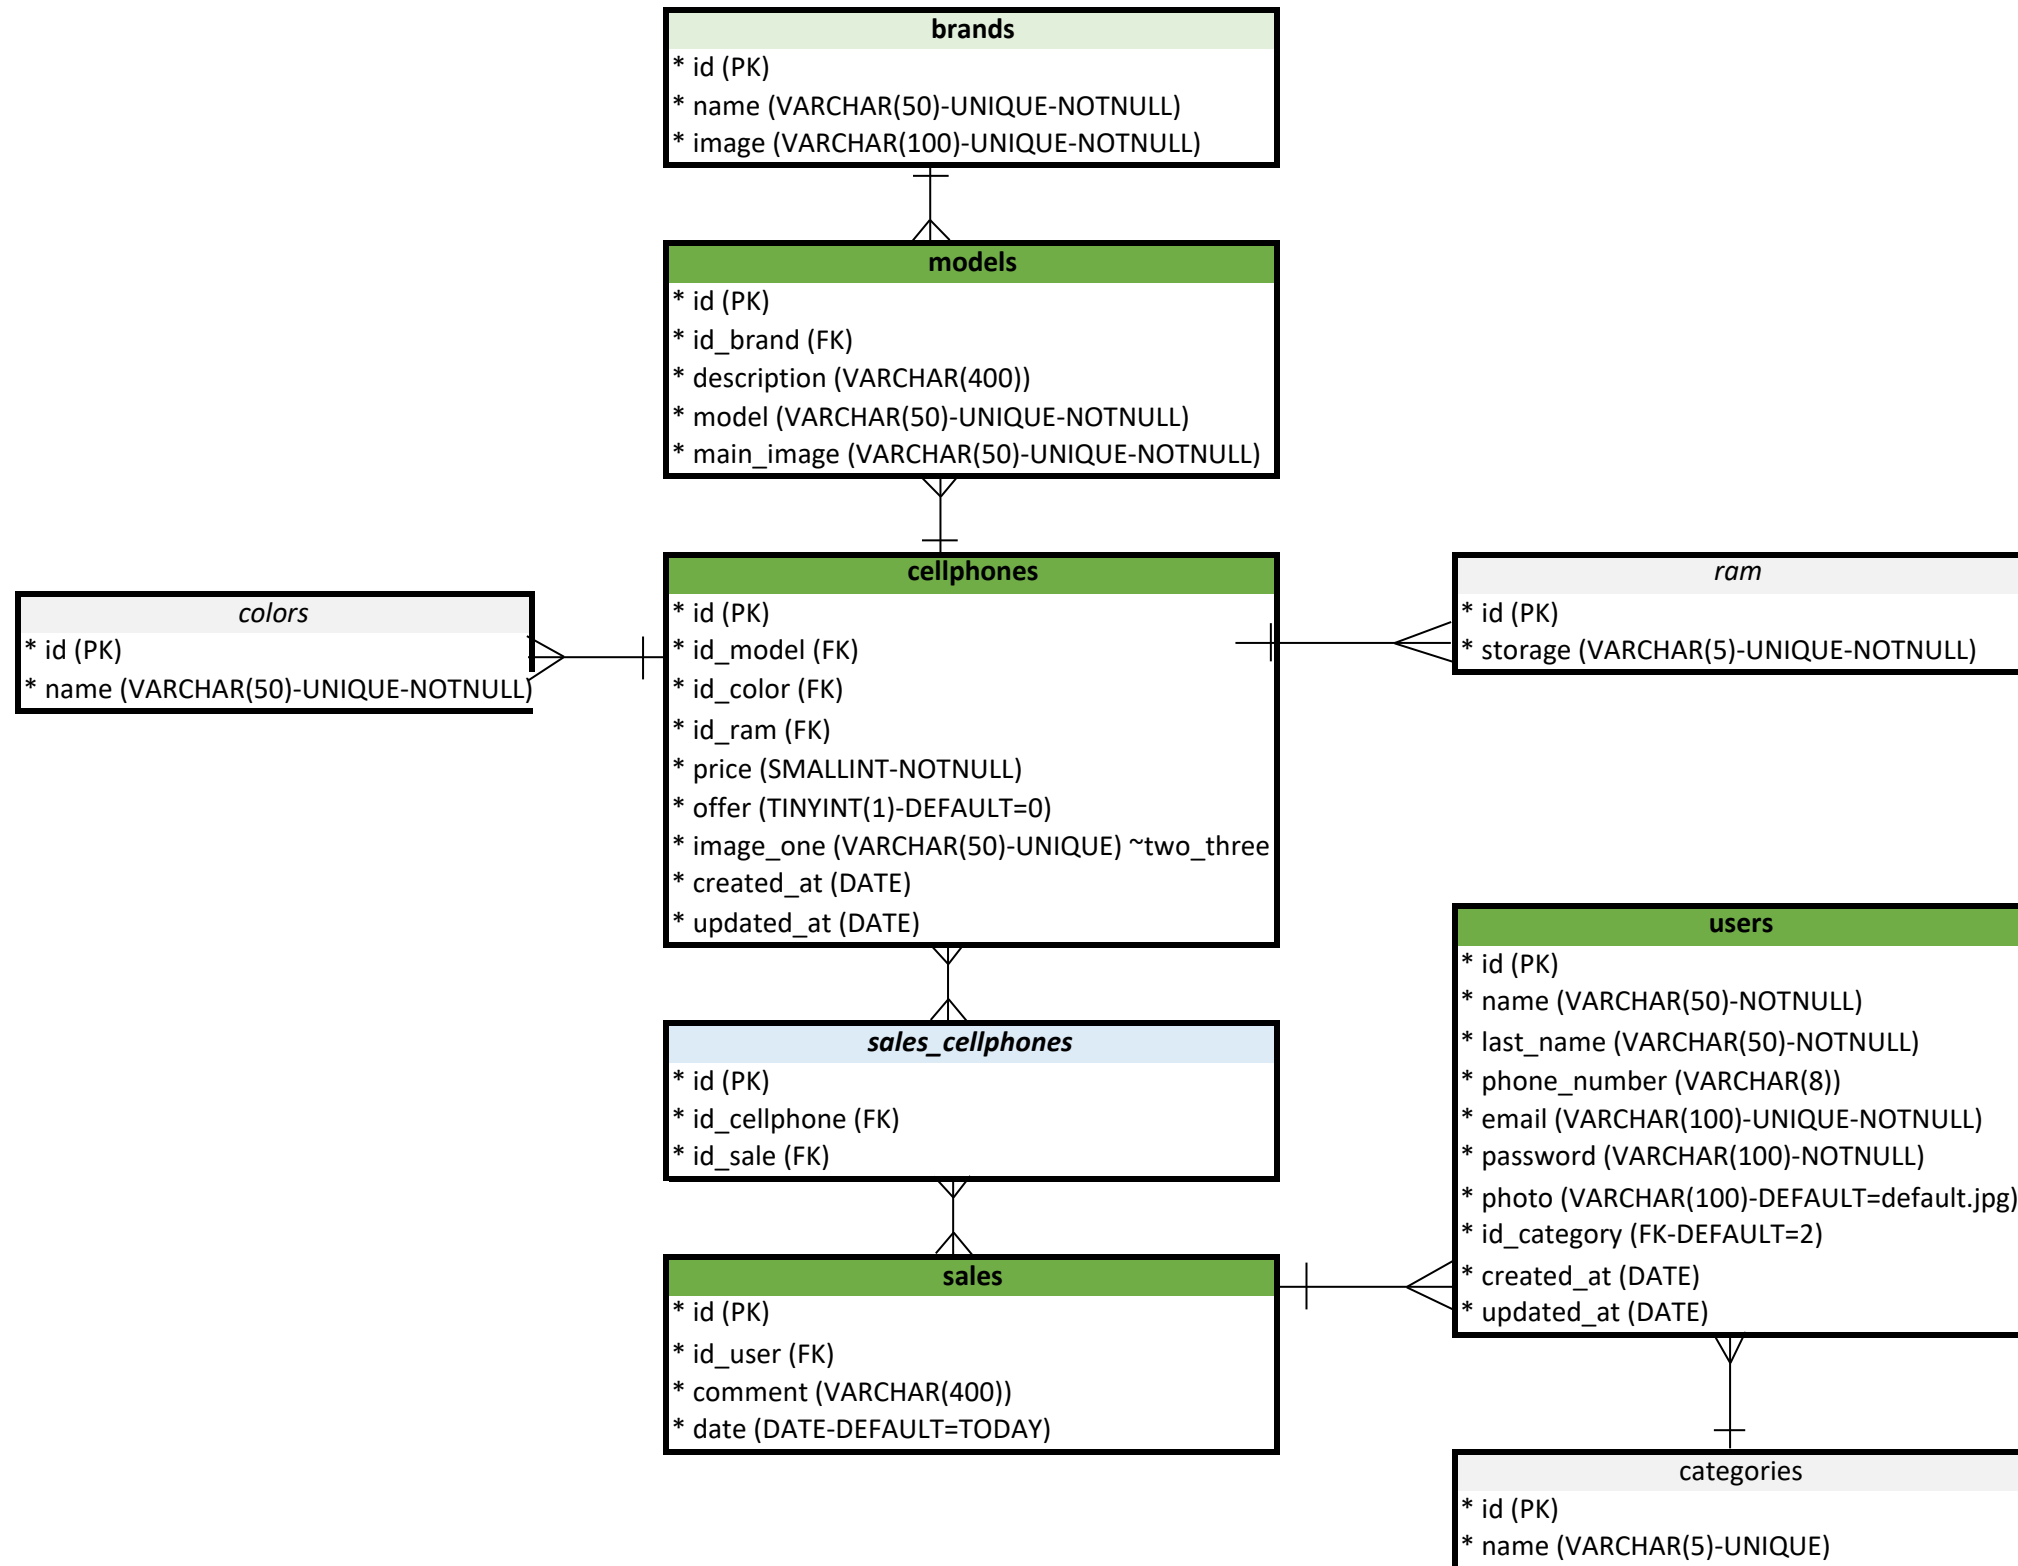 brands
* id (PK)
* name (VARCHAR(50)-UNIQUE-NOTNULL)
* image (VARCHAR(100)-UNIQUE-NOTNULL)
models
* id (PK)
* id_brand (FK)
* description (VARCHAR(400))
* model (VARCHAR(50)-UNIQUE-NOTNULL)
* main_image (VARCHAR(50)-UNIQUE-NOTNULL)
colors
* id (PK)
* name (VARCHAR(50)-UNIQUE-NOTNULL)
cellphones
* id (PK)
* id_model (FK)
* id_color (FK)
* id_ram (FK)
* price (SMALLINT-NOTNULL)
* offer (TINYINT(1)-DEFAULT=0)
* image_one (VARCHAR(50)-UNIQUE) ~two_three
* created_at (DATE)
* updated_at (DATE)
ram
* id (PK)
* storage (VARCHAR(5)-UNIQUE-NOTNULL)
sales_cellphones
* id (PK)
* id_cellphone (FK)
* id_sale (FK)
sales
* id (PK)
* id_user (FK)
* comment (VARCHAR(400))
* date (DATE-DEFAULT=TODAY)
users
* id (PK)
* name (VARCHAR(50)-NOTNULL)
* last_name (VARCHAR(50)-NOTNULL)
* phone_number (VARCHAR(8))
* email (VARCHAR(100)-UNIQUE-NOTNULL)
* password (VARCHAR(100)-NOTNULL)
* photo (VARCHAR(100)-DEFAULT=default.jpg)
* id_category (FK-DEFAULT=2)
* created_at (DATE)
* updated_at (DATE)
categories
* id (PK)
* name (VARCHAR(5)-UNIQUE)